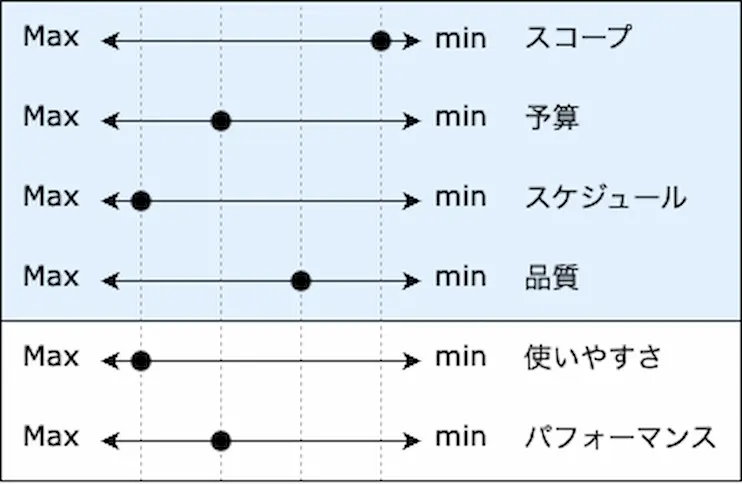 Max min スコープ
Max min 予算
Max min スケジュール
Max min 品質
Max min 使いやすさ
Max min パフォーマンス